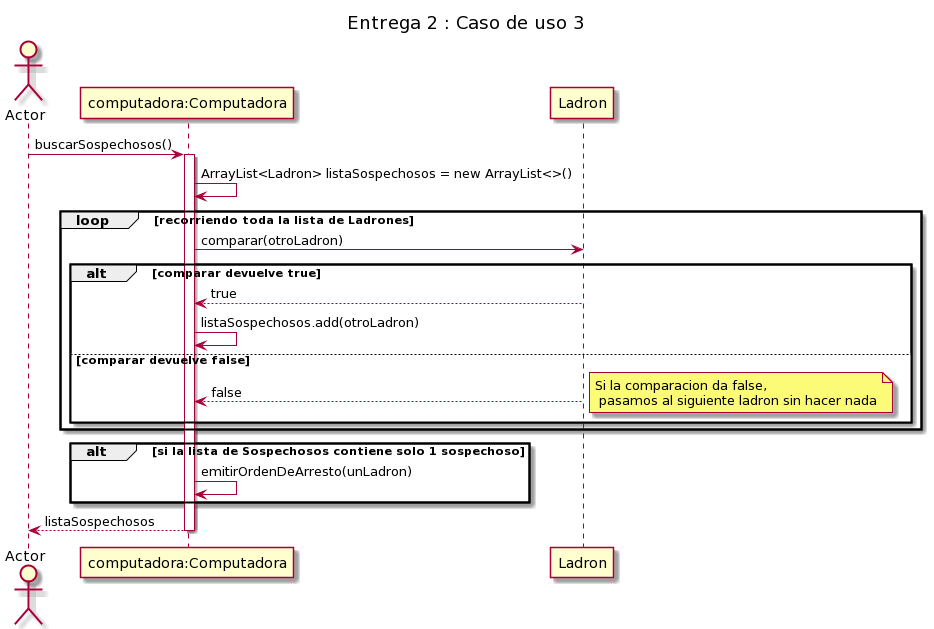 Entrega 2 : Caso de uso 3
Actor
computadora:Computadora
Ladron
buscarSospechosos()
ArrayList<Ladron> listaSospechosos = new ArrayList<>()
loop
[recorriendo toda la lista de Ladrones]
comparar(otroLadron)
alt
[comparar devuelve true]
true
listaSospechosos.add(otroLadron)
[comparar devuelve false]
false
Si la comparacion da false,
pasamos al siguiente ladron sin hacer nada
alt
[si la lista de Sospechosos contiene solo 1 sospechoso]
emitirOrdenDeArresto(unLadron)
listaSospechosos
Actor
computadora:Computadora
Ladron